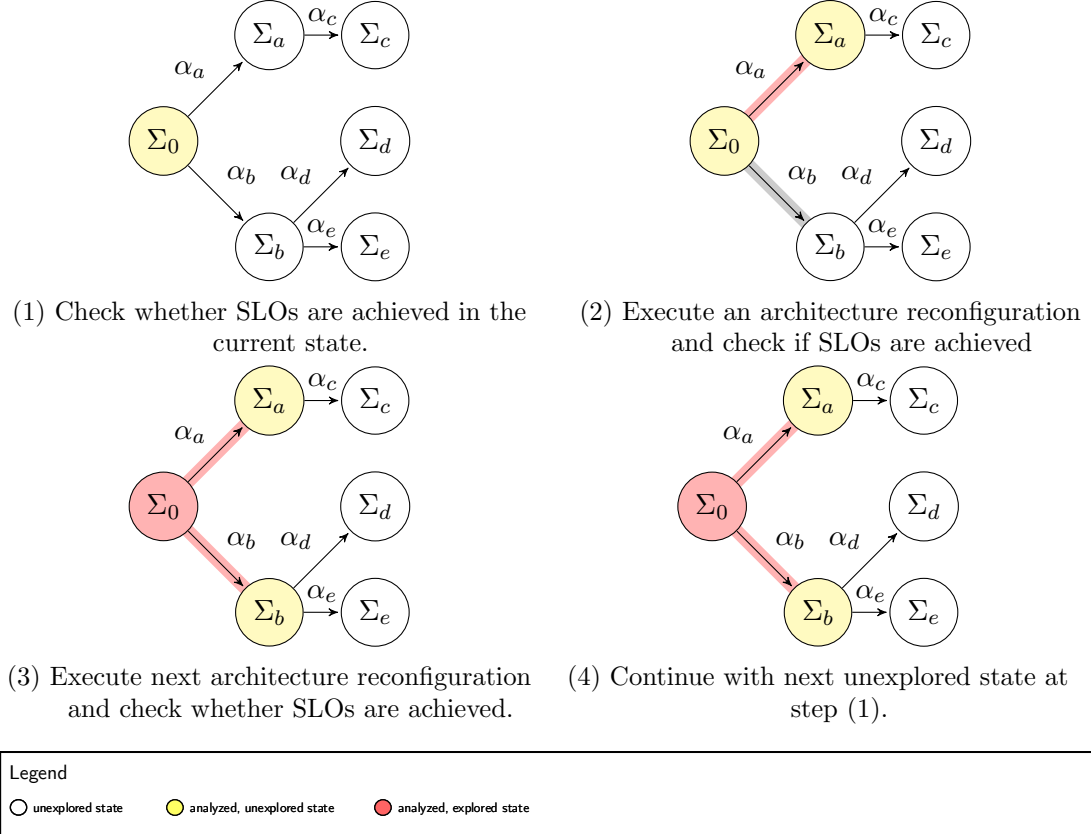 Σa αc Σc
αa
Σ0 Σd
αb αd
Σb αe Σe
(1) Check whether SLOs are achieved in the
current state.
Σa αc Σc
αa
Σ0 Σd
αb αd
Σb αe Σe
(2) Execute an architecture reconfiguration
and check if SLOs are achieved
Σa αc Σc
αa
Σ0 Σd
αb αd
Σb αe Σe
(3) Execute next architecture reconfiguration
and check whether SLOs are achieved.
Σa αc Σc
αa
Σ0 Σd
αb αd
Σb αe Σe
(4) Continue with next unexplored state at
step (1).
Legend
unexplored state analyzed, unexplored state analyzed, explored state